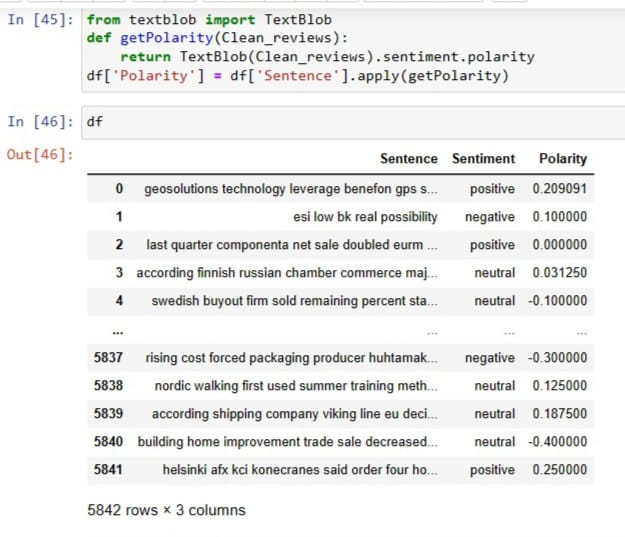 In [45]: from textblob import TextBlob
def getPolarity(Clean_reviews):
    return TextBlob(Clean_reviews).sentiment.polarity
df['Polarity'] = df['Sentence'].apply(getPolarity)
In [46]: df
Out[46]:
Sentence Sentiment Polarity
0 geosolutions technology leverage benefon gps s... positive 0.209091
1 esi low bk real possibility negative 0.100000
2 last quarter componenta net sale doubled eurm ... positive 0.000000
3 according finnish russian chamber commerce maj... neutral 0.031250
4 swedish buyout firm sold remaining percent sta... neutral -0.100000
... ... ... ...
5837 rising cost forced packaging producer huhtamak... negative -0.300000
5838 nordic walking first used summer training meth... neutral 0.125000
5839 according shipping company viking line eu deci... neutral 0.187500
5840 building home improvement trade sale decreased... neutral -0.400000
5841 helsinki afx kci konecranes said order four ho... positive 0.250000
5842 rows × 3 columns